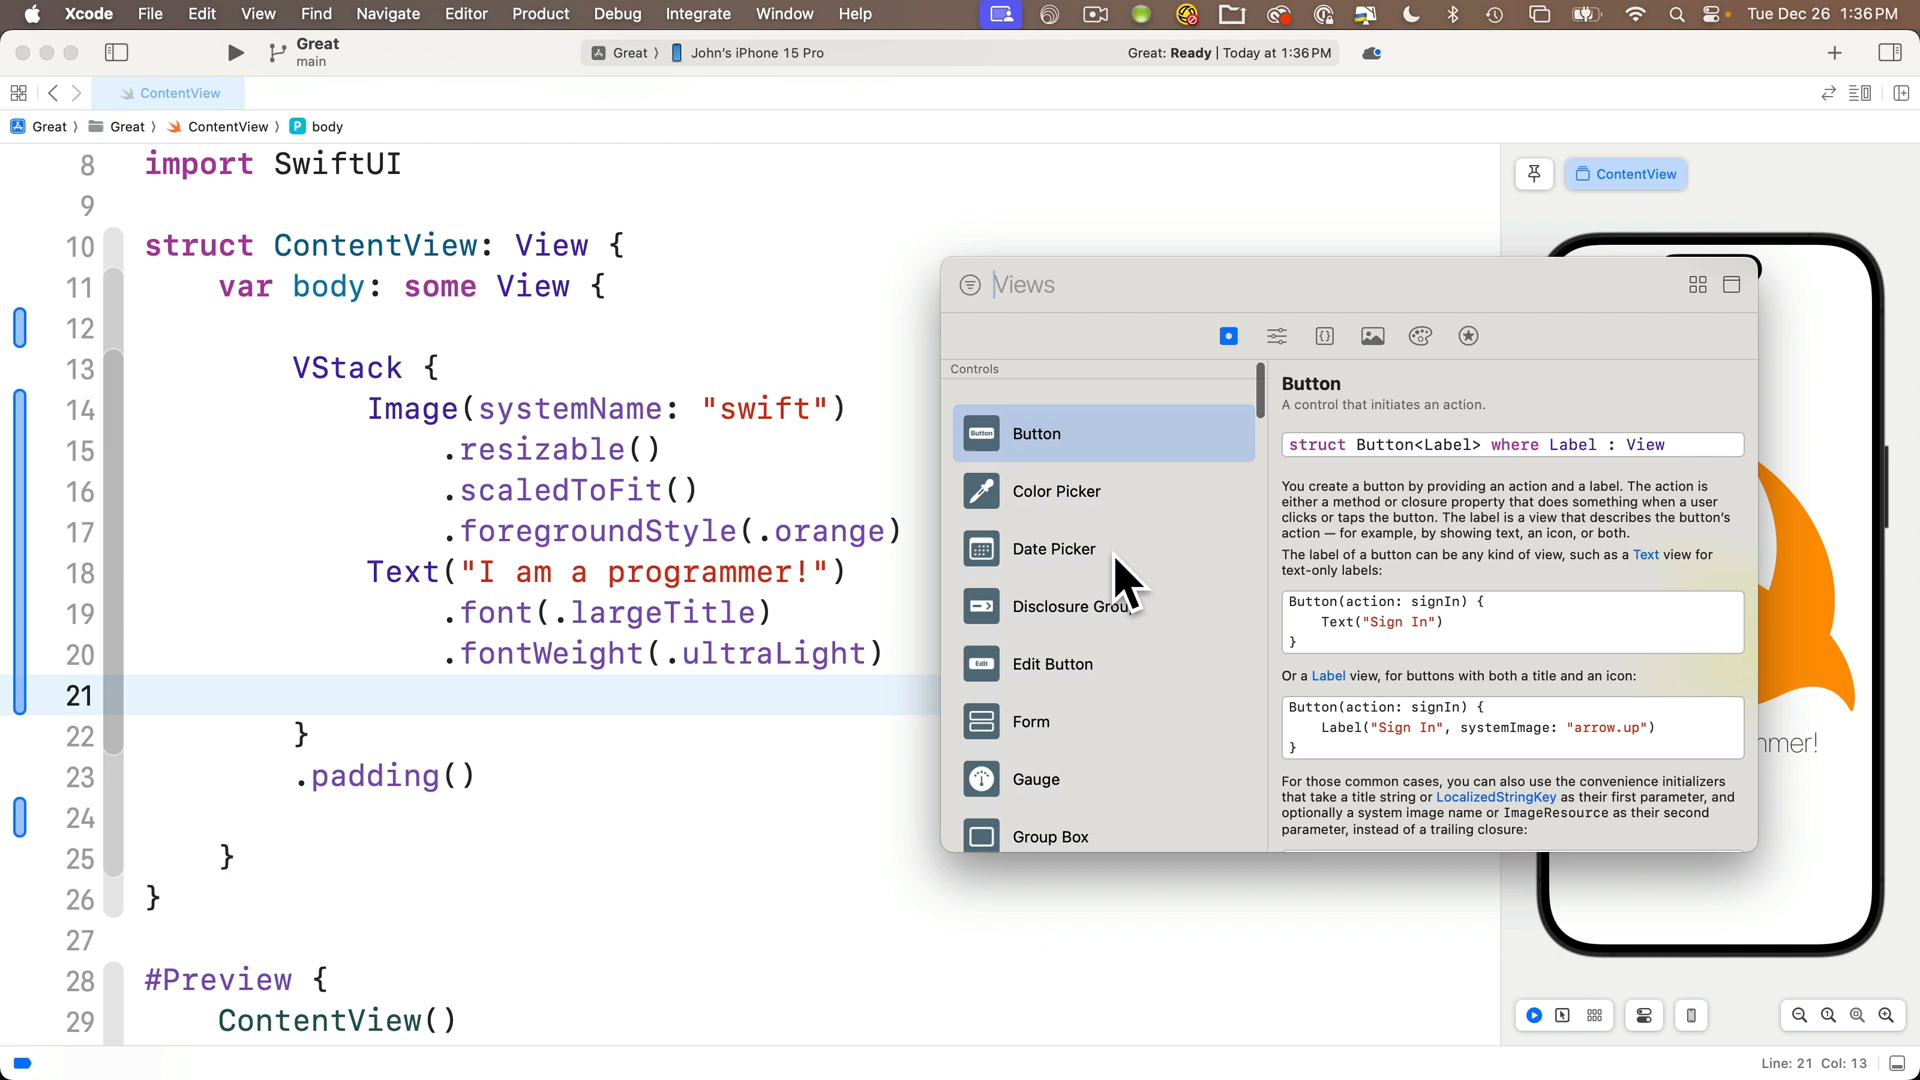 Xcode File Edit View Find Navigate Editor Product Debug Integrate Window Help Tue Dec 26 1:36 PM
Great
main
Great 〉 John's iPhone 15 Pro
Great: Ready | Today at 1:36 PM
ContentView
Great 〉 Great 〉 ContentView 〉 P body
8 import SwiftUI
9
10 struct ContentView: View {
11 var body: some View {
12
13 VStack {
14 Image(systemName: "swift")
15 .resizable()
16 .scaledToFit()
17 .foregroundStyle(.orange)
18 Text("I am a programmer!")
19 .font(.largeTitle)
20 .fontWeight(.ultraLight)
21
22 }
23 .padding()
24
25 }
26 }
27
28 #Preview {
29 ContentView()
Views
Controls
Button
Button
Color Picker
Date Picker
Disclosure Group
Edit
Edit Button
Form
Gauge
Group Box
Button
A control that initiates an action.
struct Button<Label> where Label : View
You create a button by providing an action and a label. The action is
either a method or closure property that does something when a user
clicks or taps the button. The label is a view that describes the button's
action — for example, by showing text, an icon, or both.
The label of a button can be any kind of view, such as a Text view for
text-only labels:
Button(action: signIn) {
Text("Sign In")
}
Or a Label view, for buttons with both a title and an icon:
Button(action: signIn) {
Label("Sign In", systemImage: "arrow.up")
}
For those common cases, you can also use the convenience initializers
that take a title string or LocalizedStringKey as their first parameter, and
optionally a system image name or ImageResource as their second
parameter, instead of a trailing closure:
ContentView
mmer!
Line: 21 Col: 13